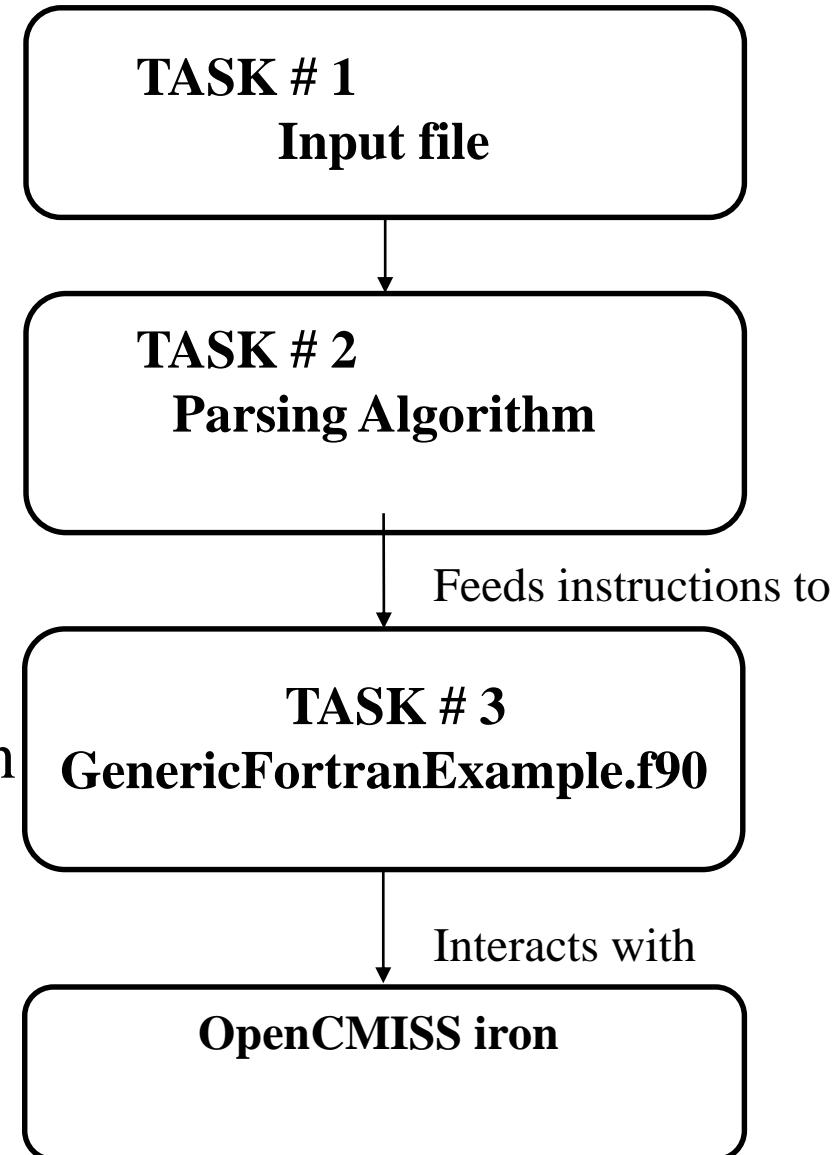 TASK # 1
Input file
TASK # 2
Parsing Algorithm
Feeds instructions to
TASK # 3
GenericFortranExample.f90
Interacts with
OpenCMISS iron